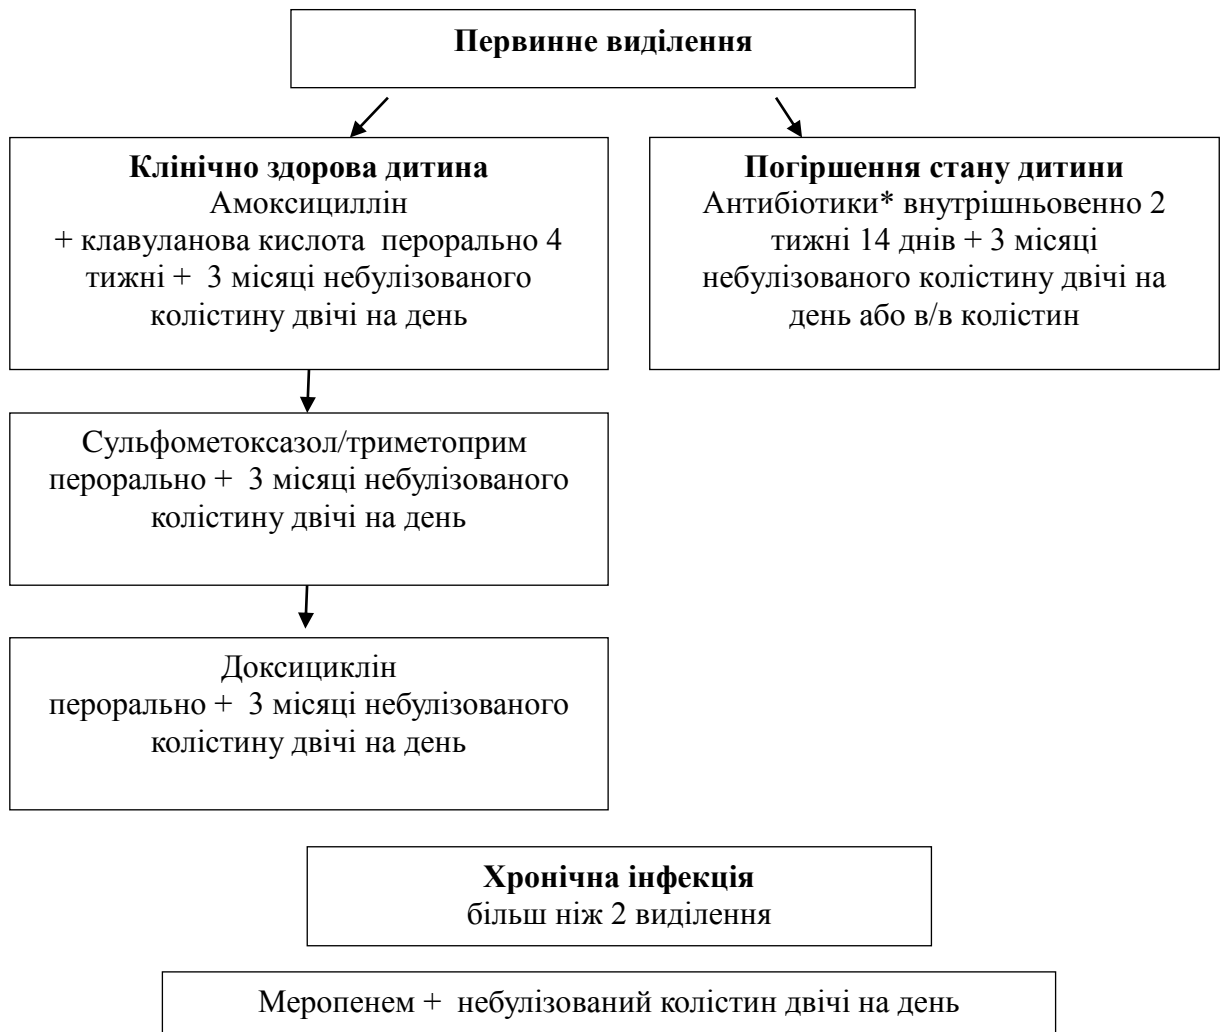 Первинне виділення
Клінічно здорова дитина
Амоксициллін
+ клавуланова кислота перорально 4
тижні + 3 місяці небулізованого
колістину двічі на день
Погіршення стану дитини
Антибіотики* внутрішньовенно 2
тижні 14 днів + 3 місяці
небулізованого колістину двічі на
день або в/в колістин
Сульфометоксазол/триметоприм
перорально + 3 місяці небулізованого
колістину двічі на день
Доксициклін
перорально + 3 місяці небулізованого
колістину двічі на день
Хронічна інфекція
більш ніж 2 виділення
Меропенем + небулізований колістин двічі на день